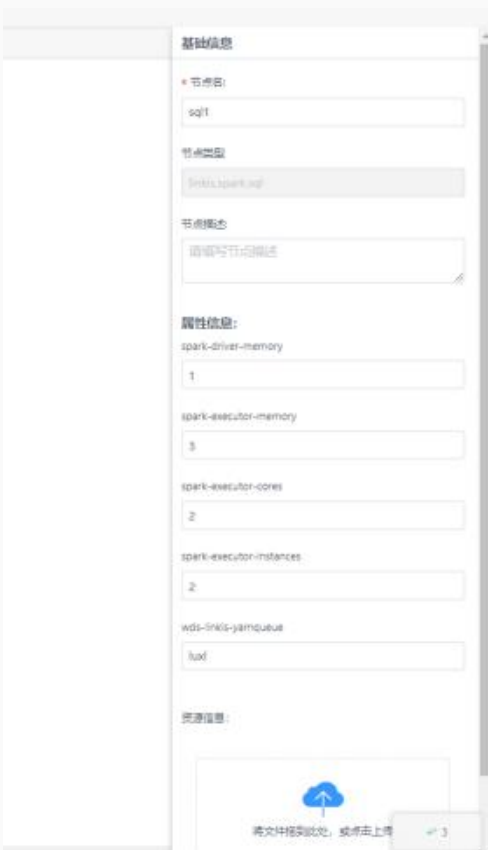 基础信息
* 节点名:
sql1
节点类型
linkis.spark.sql
节点描述
请填写节点描述
属性信息:
spark-driver-memory
1
spark-executor-memory
3
spark-executor-cores
2
spark-executor-instances
2
wds-linkis-yarnqueue
资源信息:
将文件拖到此处，或点击上传
3